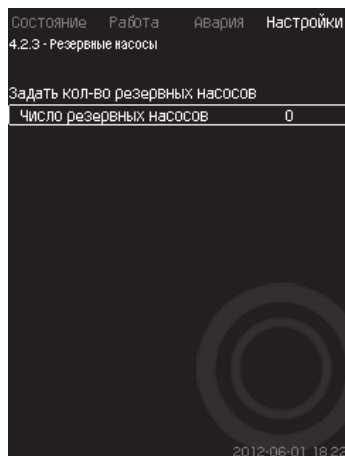 Состояние Работа Авария Настройки
4.2.3 - Резервные насосы
Задать кол-во резервных насосов
Число резервных насосов 0
2012-06-01 18:22